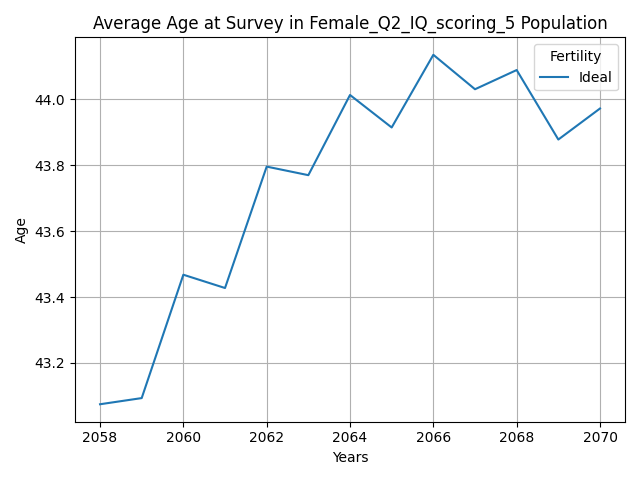 Average Age at Survey in Female_Q2_IQ_scoring_5 Population
Fertility
Ideal
44.0
43.8
43.6
43.4
43.2
Age
2058
2060
2062
2064
2066
2068
2070
Years